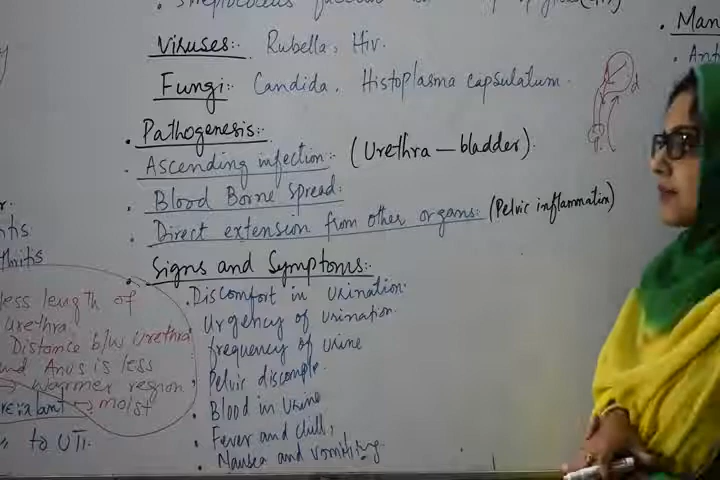 Viruses:- Rubella, Hiv.
Fungi:- Candida. Histoplasma capsulatum.
. Pathogenesis:-
. Ascending infection:- (Urethra — bladder).
. Blood Borne spread:
. Direct extension from other organs: (Pelvic inflammation)
. Signs and Symptoms:-
. Discomfort in urination.
. Urgency of urination.
. frequency of urine
. Pelvic
. Blood in urine
. Fever and chill,
. Nausea and vomitting.
less length of
urethra.
Distance b/w urethra
and Anus is less
→ warmer region
→ moist
to UTI.
Man